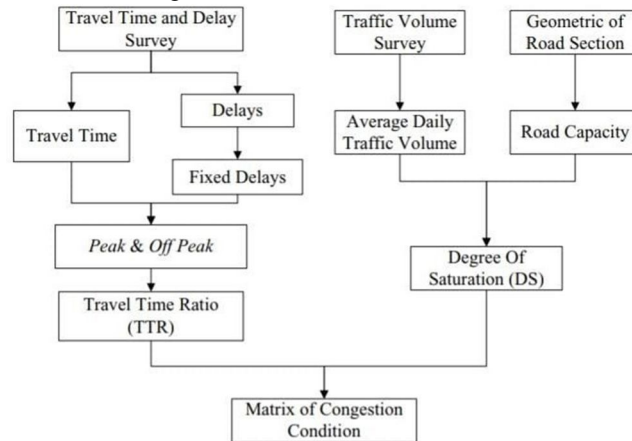 Travel Time and Delay
Survey
Traffic Volume
Survey
Geometric of
Road Section
Travel Time
Delays
Fixed Delays
Average Daily
Traffic Volume
Road Capacity
Peak & Off Peak
Travel Time Ratio
(TTR)
Degree Of
Saturation (DS)
Matrix of Congestion
Condition